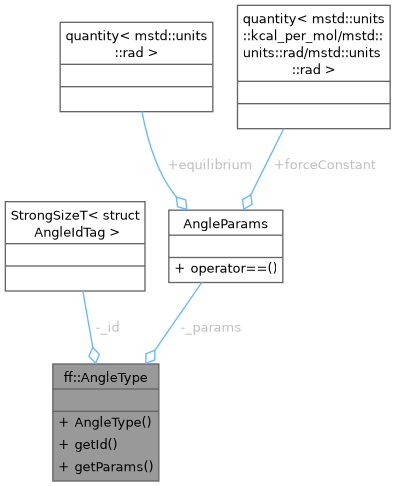 quantity< mstd::units
::rad >
quantity< mstd::units
::kcal_per_mol/mstd::
units::rad/mstd::units
::rad >
+equilibrium
+forceConstant
StrongSizeT< struct
AngleIdTag >
AngleParams
+ operator==()
-_id
-_params
ff::AngleType
+ AngleType()
+ getId()
+ getParams()